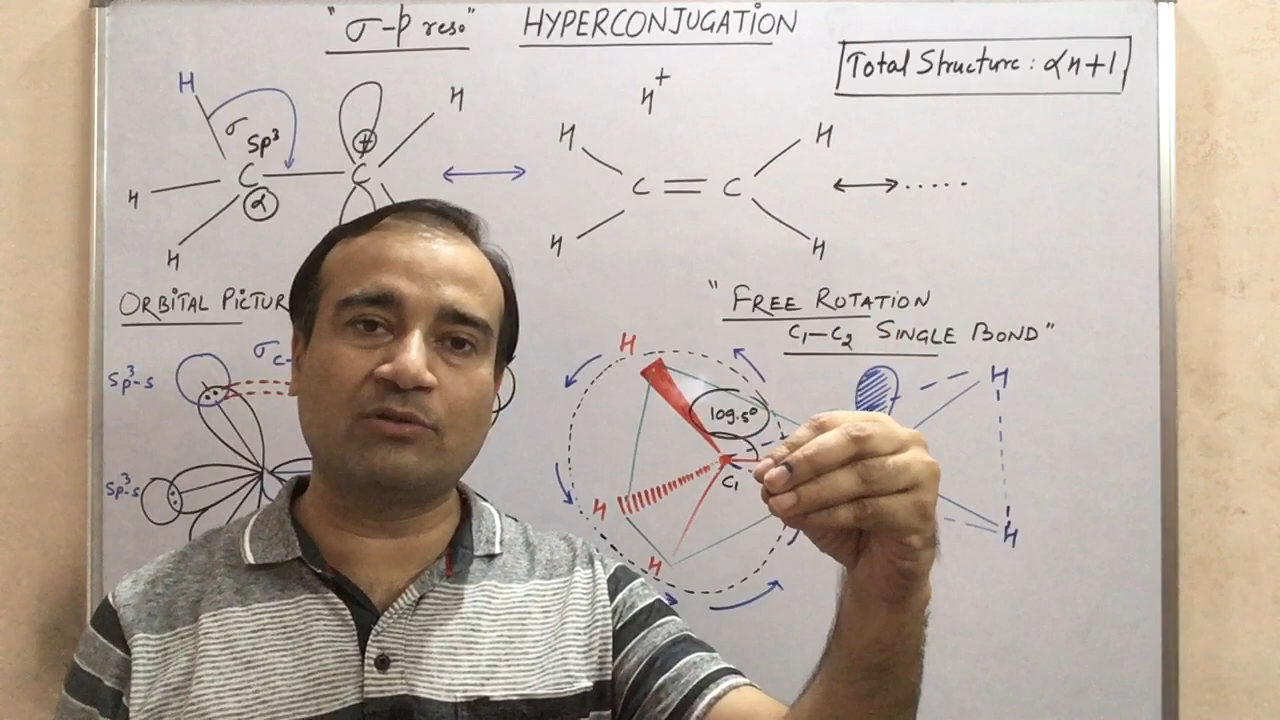 "σ-p reso"
HYPERCONJUGATION
Total Structure: αH+1
H
σ
sp³
C
α
H
H
+
C
H
H⁺
H
H
C = C
H
H
.....
ORBITAL PICTUR
sp³-s
σC-
sp³-s
"FREE ROTATION
C₁-C₂ SINGLE BOND"
H
109.5°
C₁
H
H
H
H